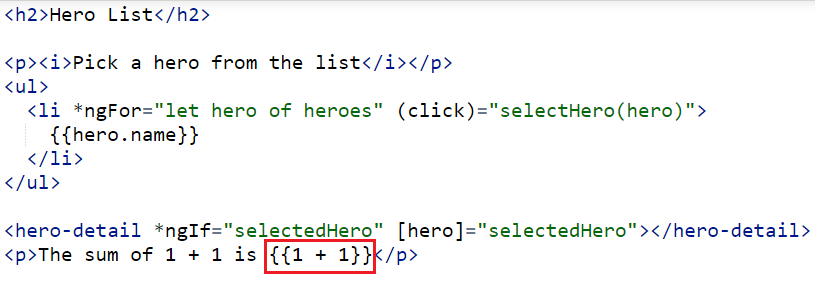 <h2>Hero List</h2>
<p><i>Pick a hero from the list</i></p>
<ul>
<li *ngFor="let hero of heroes" (click)="selectHero(hero)">
{{hero.name}}
</li>
</ul>
<hero-detail *ngIf="selectedHero" [hero]="selectedHero"></hero-detail>
<p>The sum of 1 + 1 is {{1 + 1}}</p>